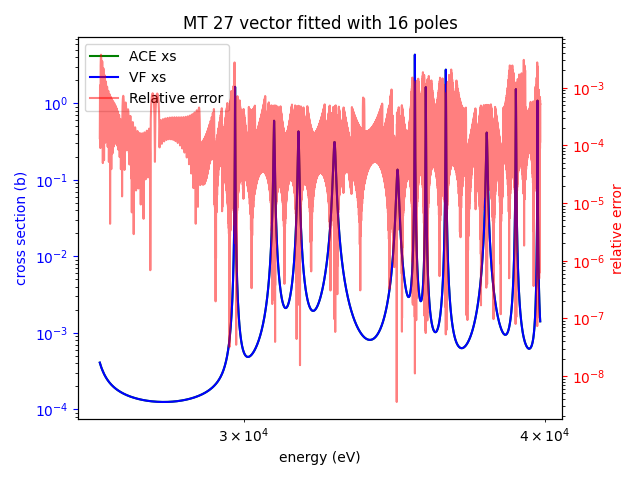 MT 27 vector fitted with 16 poles
ACE xs
VF xs
Relative error
10^0
10^-1
10^-2
10^-3
10^-4
cross section (b)
10^-3
10^-4
10^-5
10^-6
10^-7
10^-8
relative error
3 × 10^4
4 × 10^4
energy (eV)